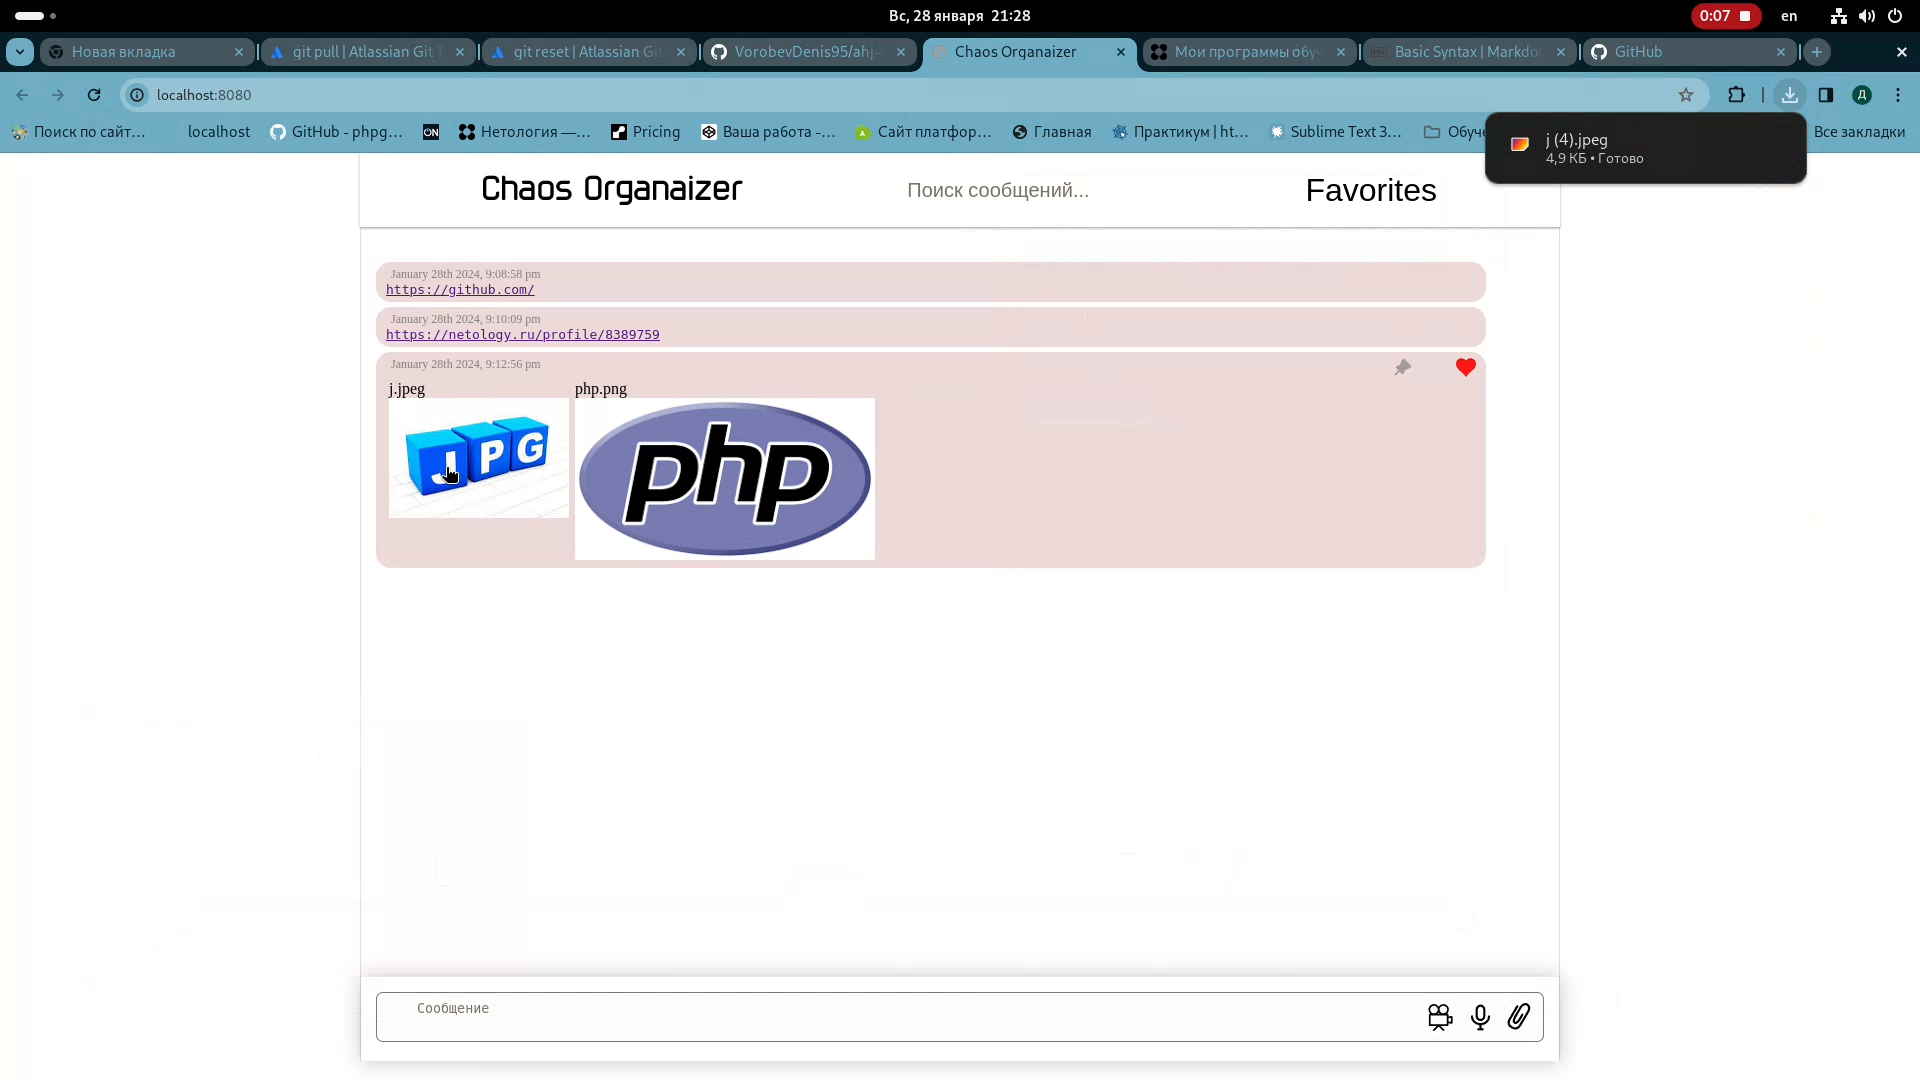 Вс, 28 января 21:28
0:07
en
Новая вкладка
git pull | Atlassian Git T
git reset | Atlassian Git
VorobevDenis95/ahj-
Chaos Organaizer
Мои программы обуч
Basic Syntax | Markdo
GitHub
localhost:8080
Д
Поиск по сайт...
localhost
GitHub - phpg...
ON
Нетология —...
Pricing
Ваша работа -...
Сайт платфор...
Главная
Практикум | ht...
Sublime Text 3...
Обуче
Все закладки
j (4).jpeg
4,9 КБ • Готово
Chaos Organaizer
Поиск сообщений...
Favorites
January 28th 2024, 9:08:58 pm
https://github.com/
January 28th 2024, 9:10:09 pm
https://netology.ru/profile/8389759
January 28th 2024, 9:12:56 pm
j.jpeg
php.png
JPG
php
Сообщение